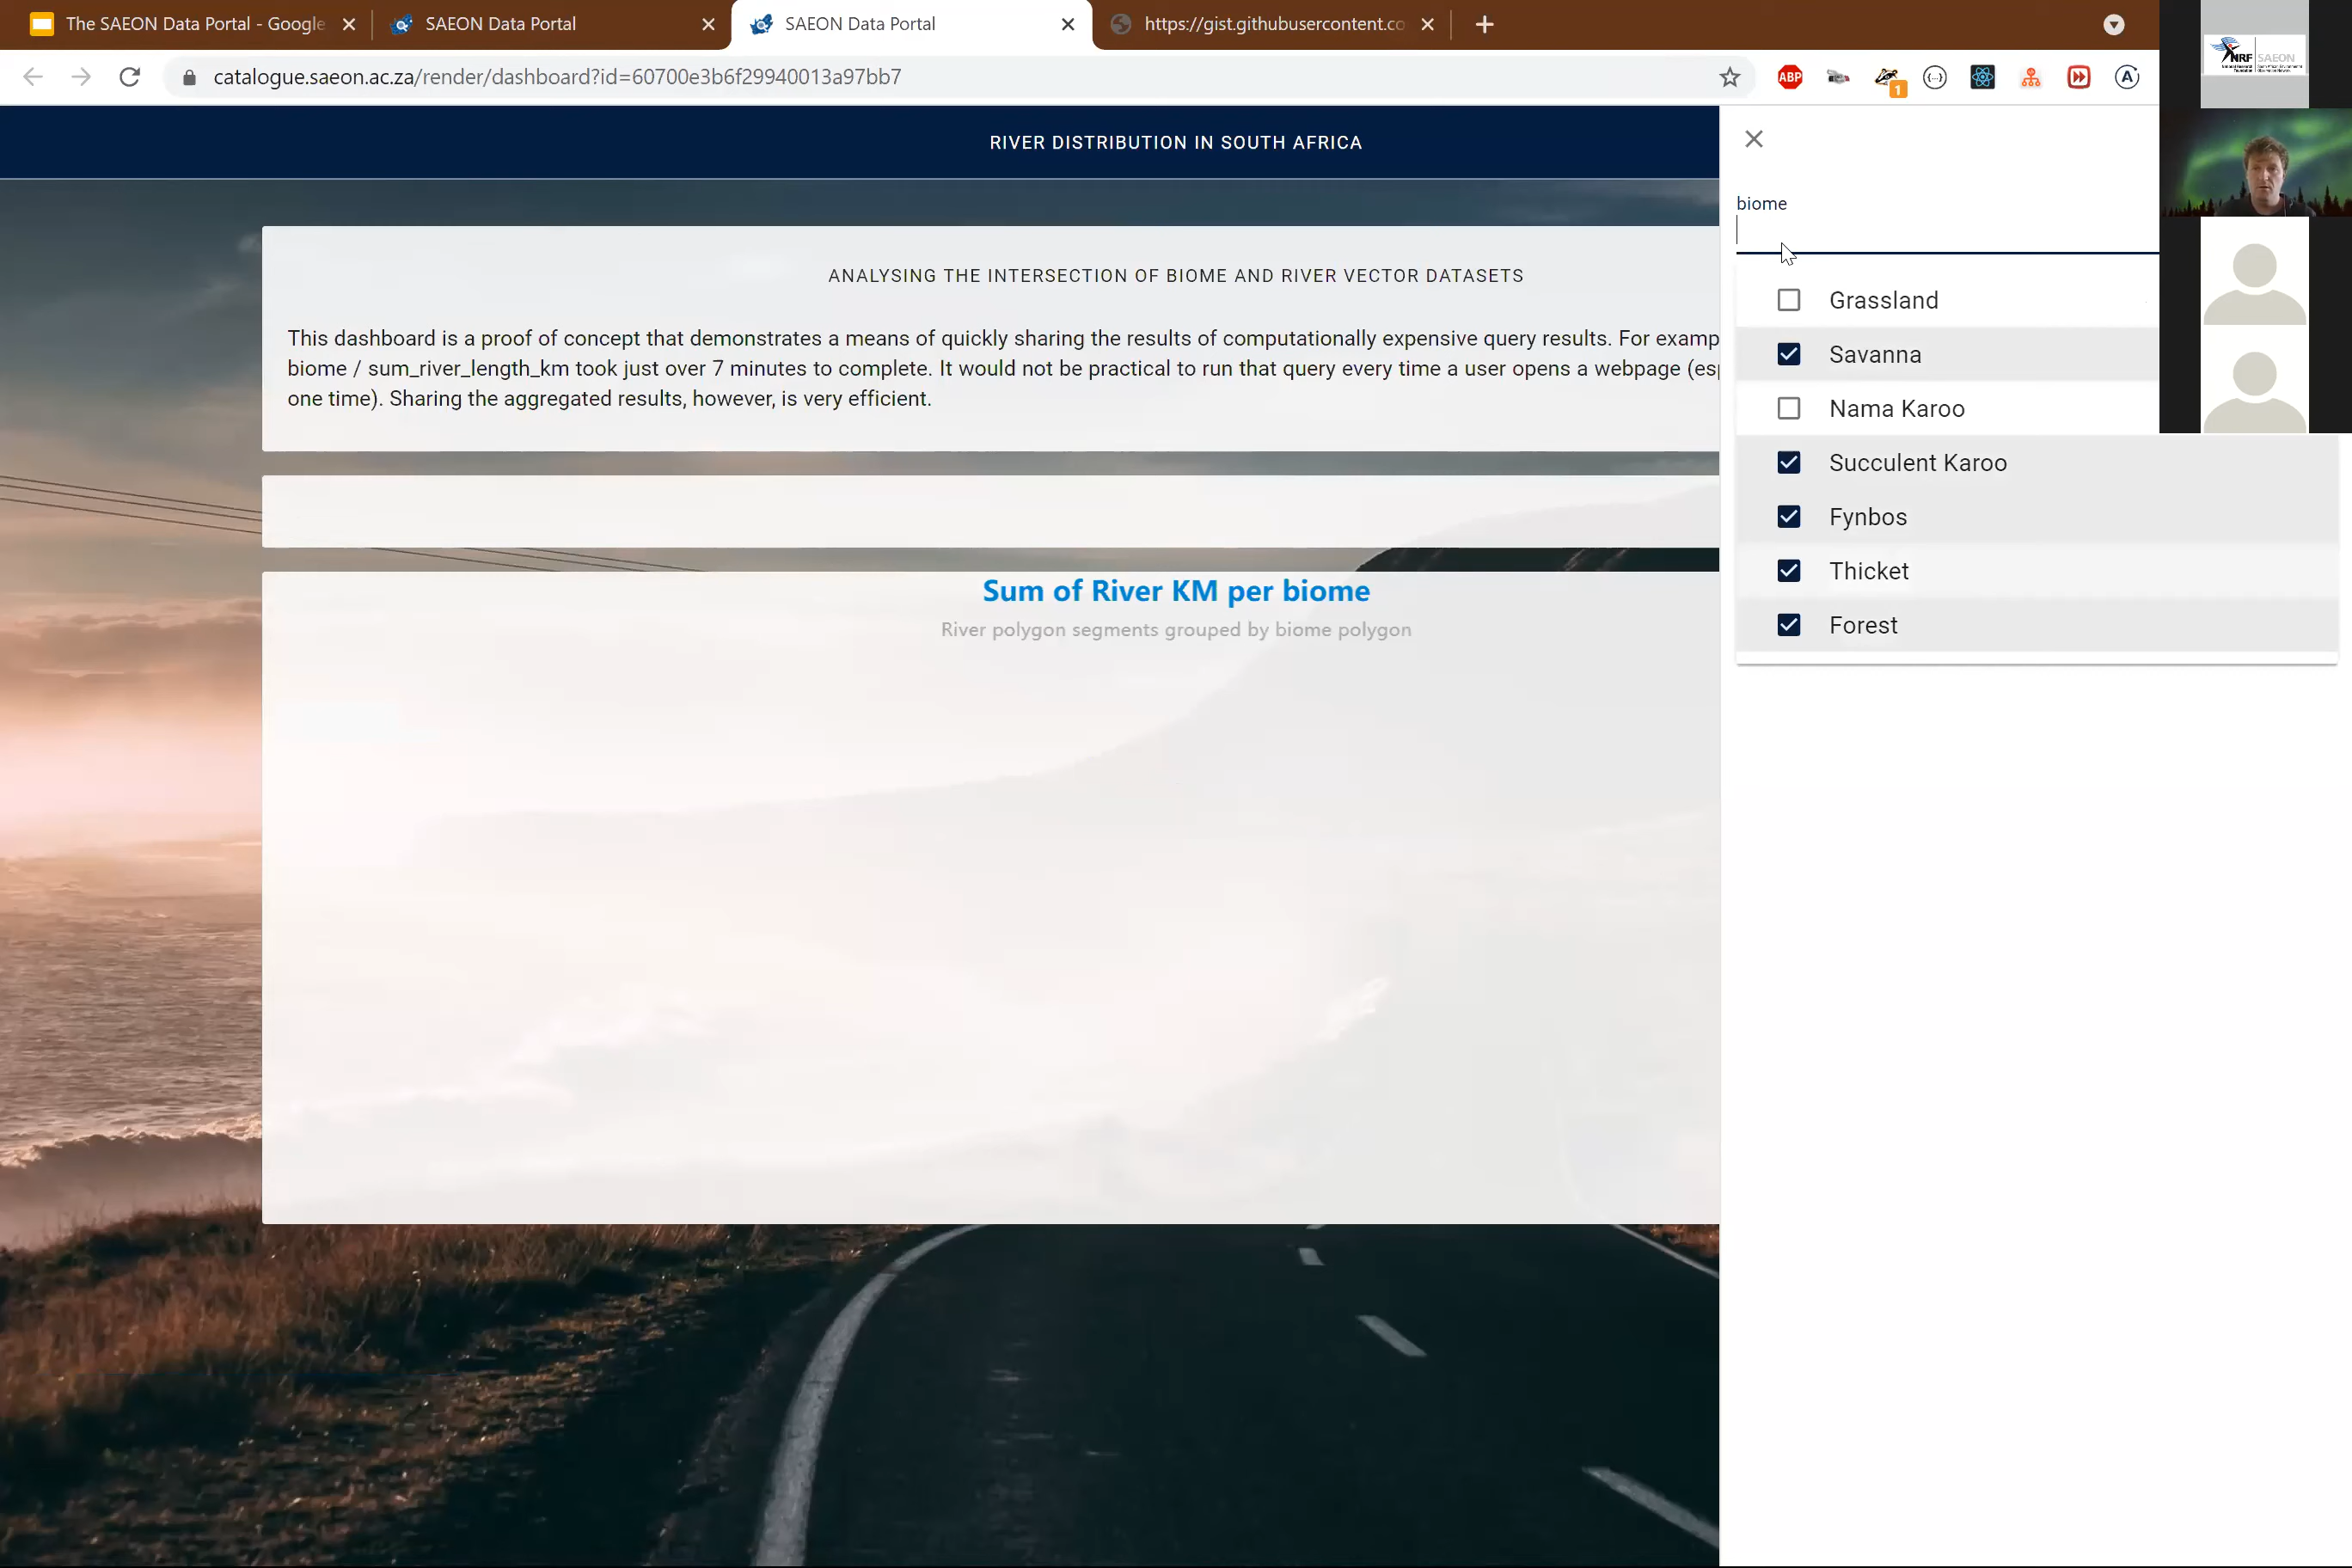 The SAEON Data Portal - Google
SAEON Data Portal
SAEON Data Portal
https://gist.githubusercontent.co
catalogue.saeon.ac.za/render/dashboard?id=60700e3b6f29940013a97bb7
ABP
1
A
NRF SAEON
RIVER DISTRIBUTION IN SOUTH AFRICA
ANALYSING THE INTERSECTION OF BIOME AND RIVER VECTOR DATASETS
This dashboard is a proof of concept that demonstrates a means of quickly sharing the results of computationally expensive query results. For examp
biome / sum_river_length_km took just over 7 minutes to complete. It would not be practical to run that query every time a user opens a webpage (esp
one time). Sharing the aggregated results, however, is very efficient.
Sum of River KM per biome
River polygon segments grouped by biome polygon
biome
Grassland
Savanna
Nama Karoo
Succulent Karoo
Fynbos
Thicket
Forest